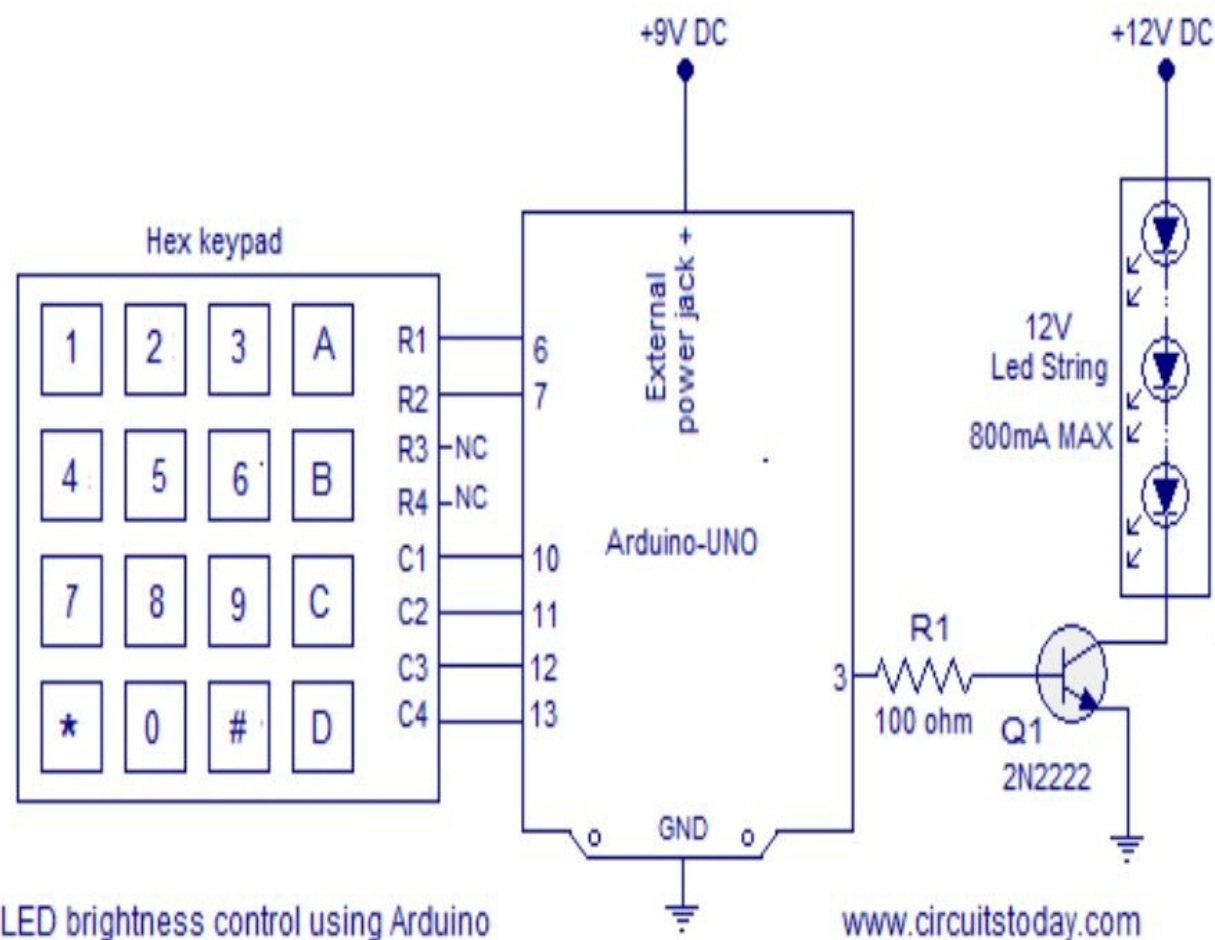 +9V DC
+12V DC
Hex keypad
1 2 3 A
4 5 6 B
7 8 9 C
* 0 # D
R1
R2
R3 NC
R4 NC
C1
C2
C3
C4
6
7
10
11
12
13
External
power jack +
Arduino-UNO
GND
3
R1
100 ohm
Q1
2N2222
12V
Led String
800mA MAX
LED brightness control using Arduino
www.circuitstoday.com